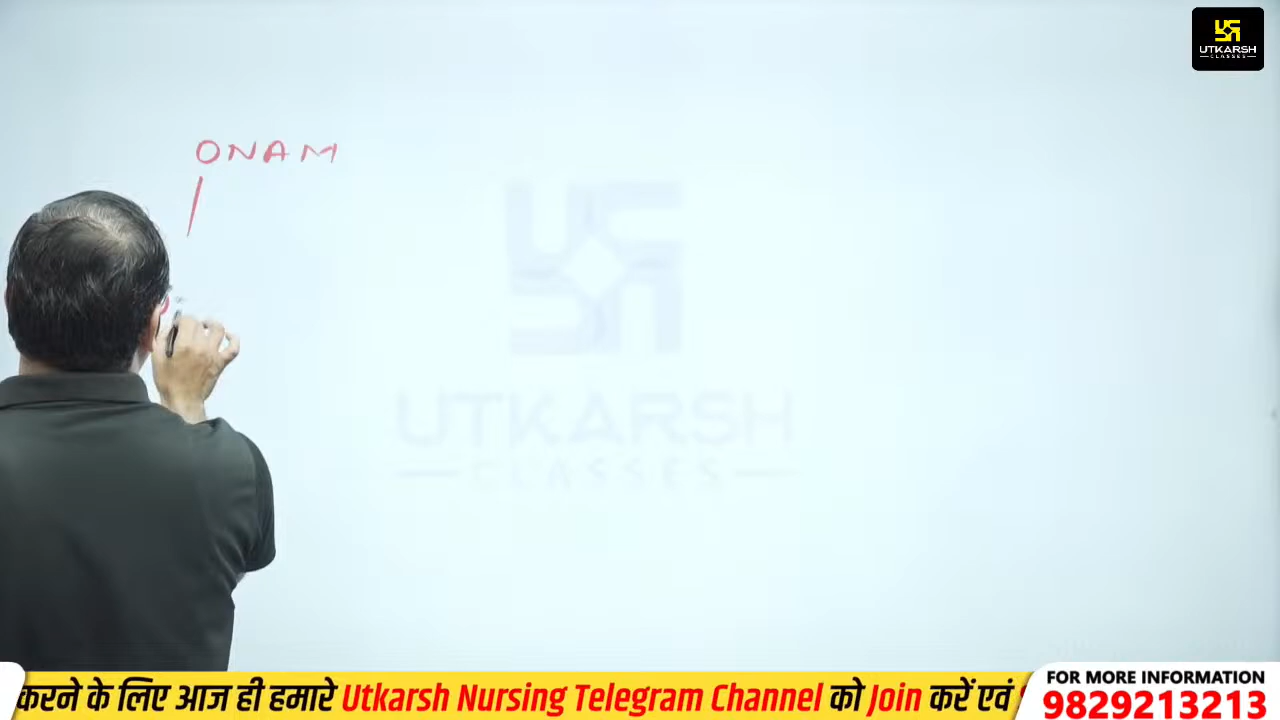 UTKARSH
CLASSES
ONAM
UTKARSH
CLASSES
करने के लिए आज ही हमारे Utkarsh Nursing Telegram Channel को Join करें एवं
FOR MORE INFORMATION
9829213213